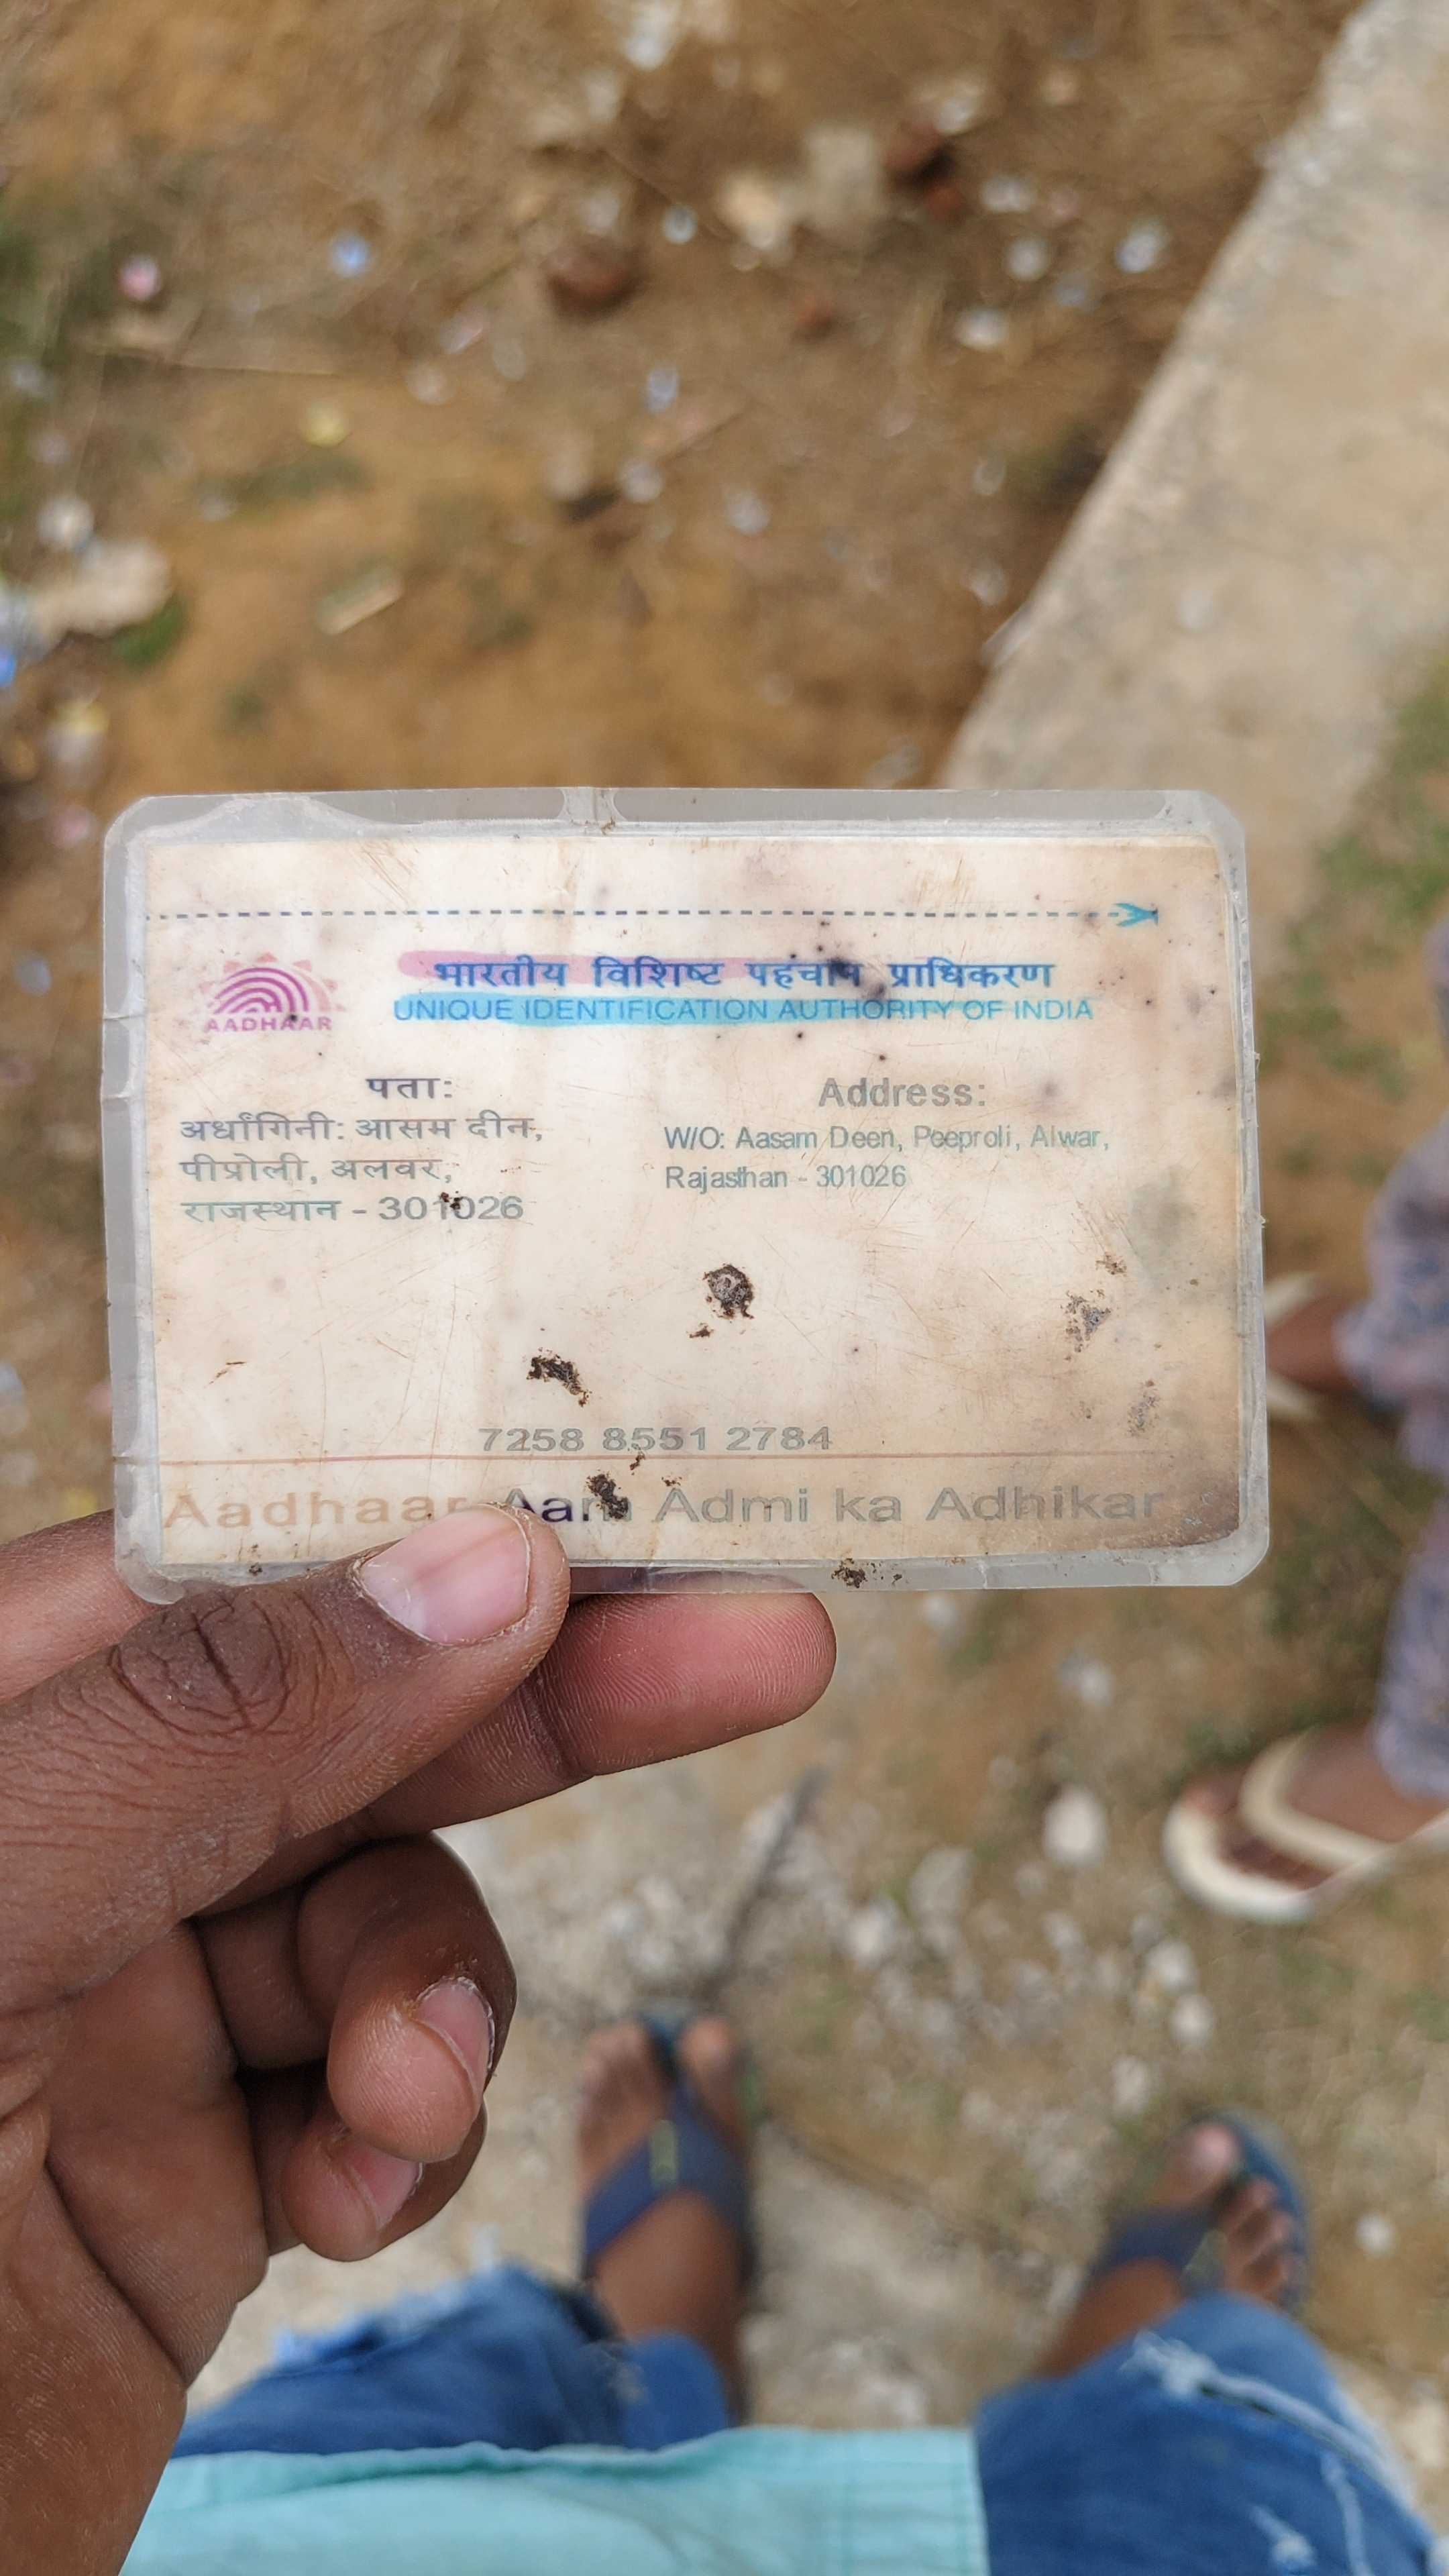 भारतीय विशिष्ट पहचान प्राधिकरण
UNIQUE IDENTIFICATION AUTHORITY OF INDIA
AADHAAR
पता:
अर्धांगिनी: आसम दीन,
पीप्रोली, अलवर,
राजस्थान - 301026
Address:
W/O: Aasam Deen, Peeproli, Alwar,
Rajasthan - 301026
7258 8551 2784
Aadhaar Aam Admi ka Adhikar